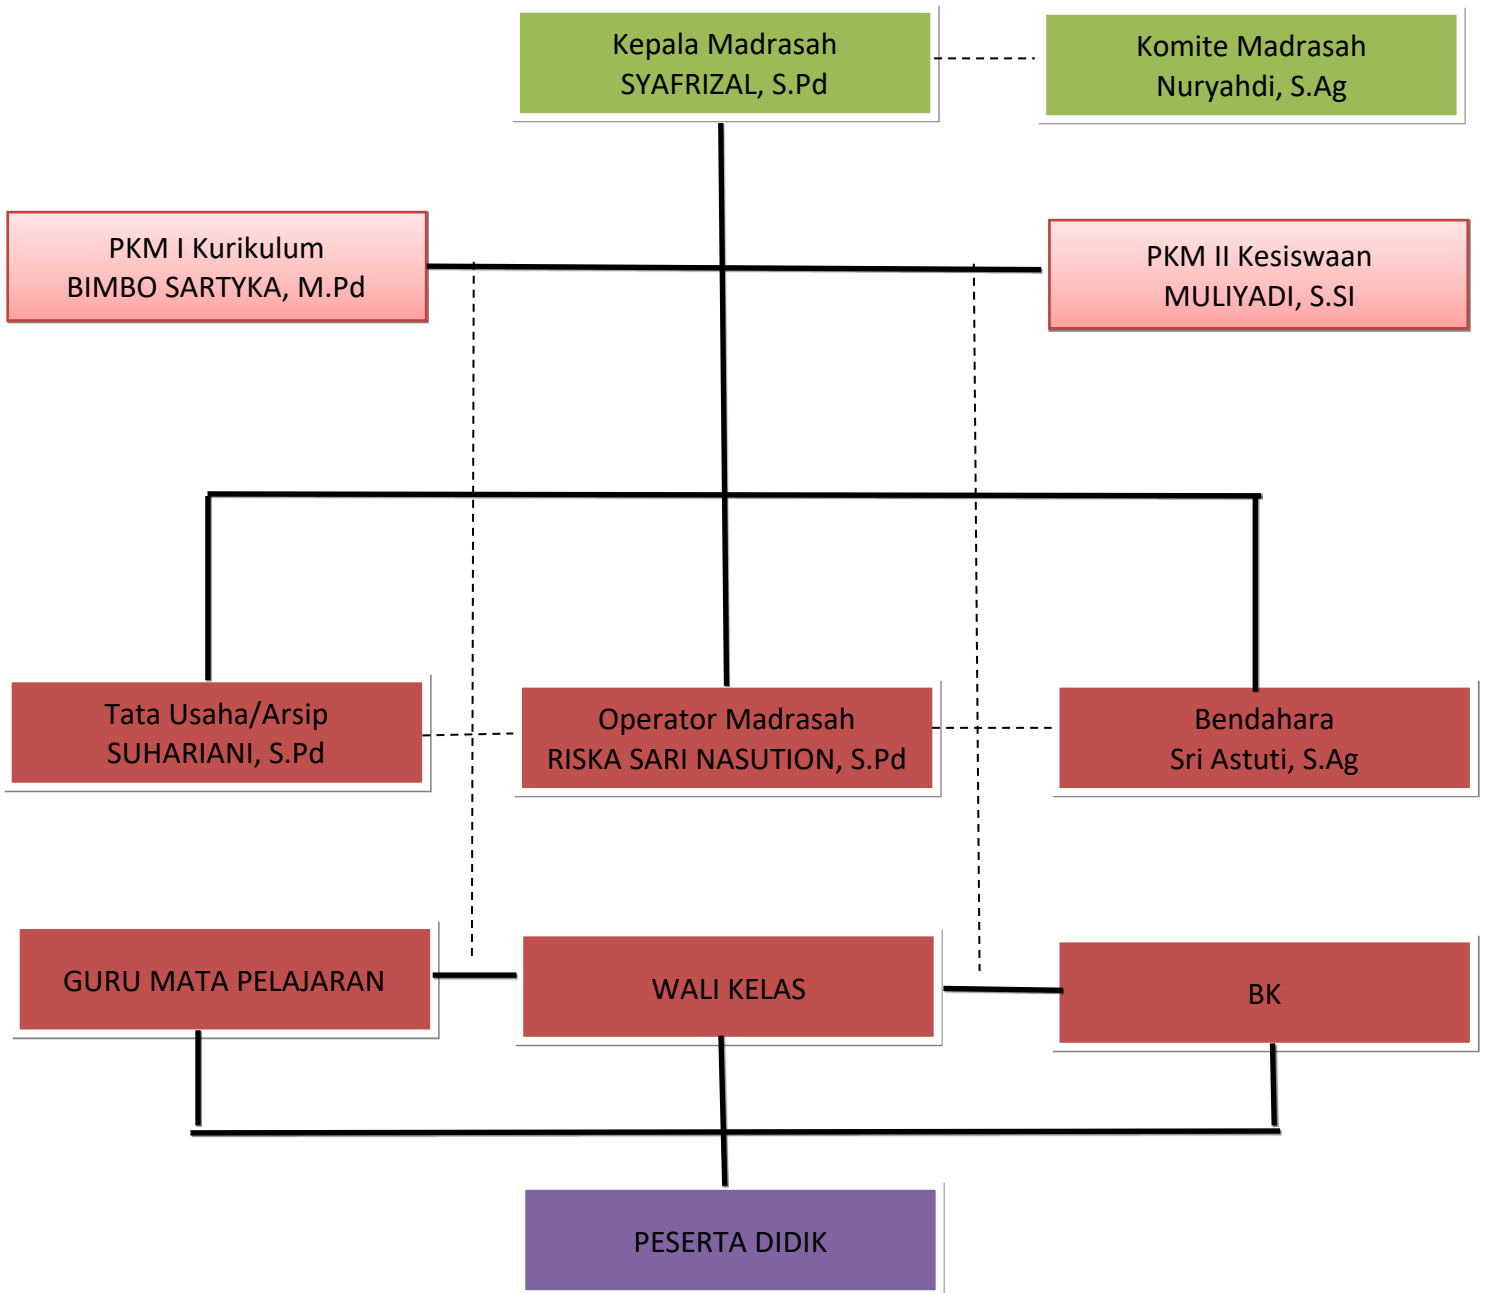 Kepala Madrasah
SYAFRIZAL, S.Pd
Komite Madrasah
Nuryahdi, S.Ag
PKM I Kurikulum
BIMBO SARTYKA, M.Pd
PKM II Kesiswaan
MULIYADI, S.SI
Tata Usaha/Arsip
SUHARIANI, S.Pd
Operator Madrasah
RISKA SARI NASUTION, S.Pd
Bendahara
Sri Astuti, S.Ag
GURU MATA PELAJARAN
WALI KELAS
BK
PESERTA DIDIK